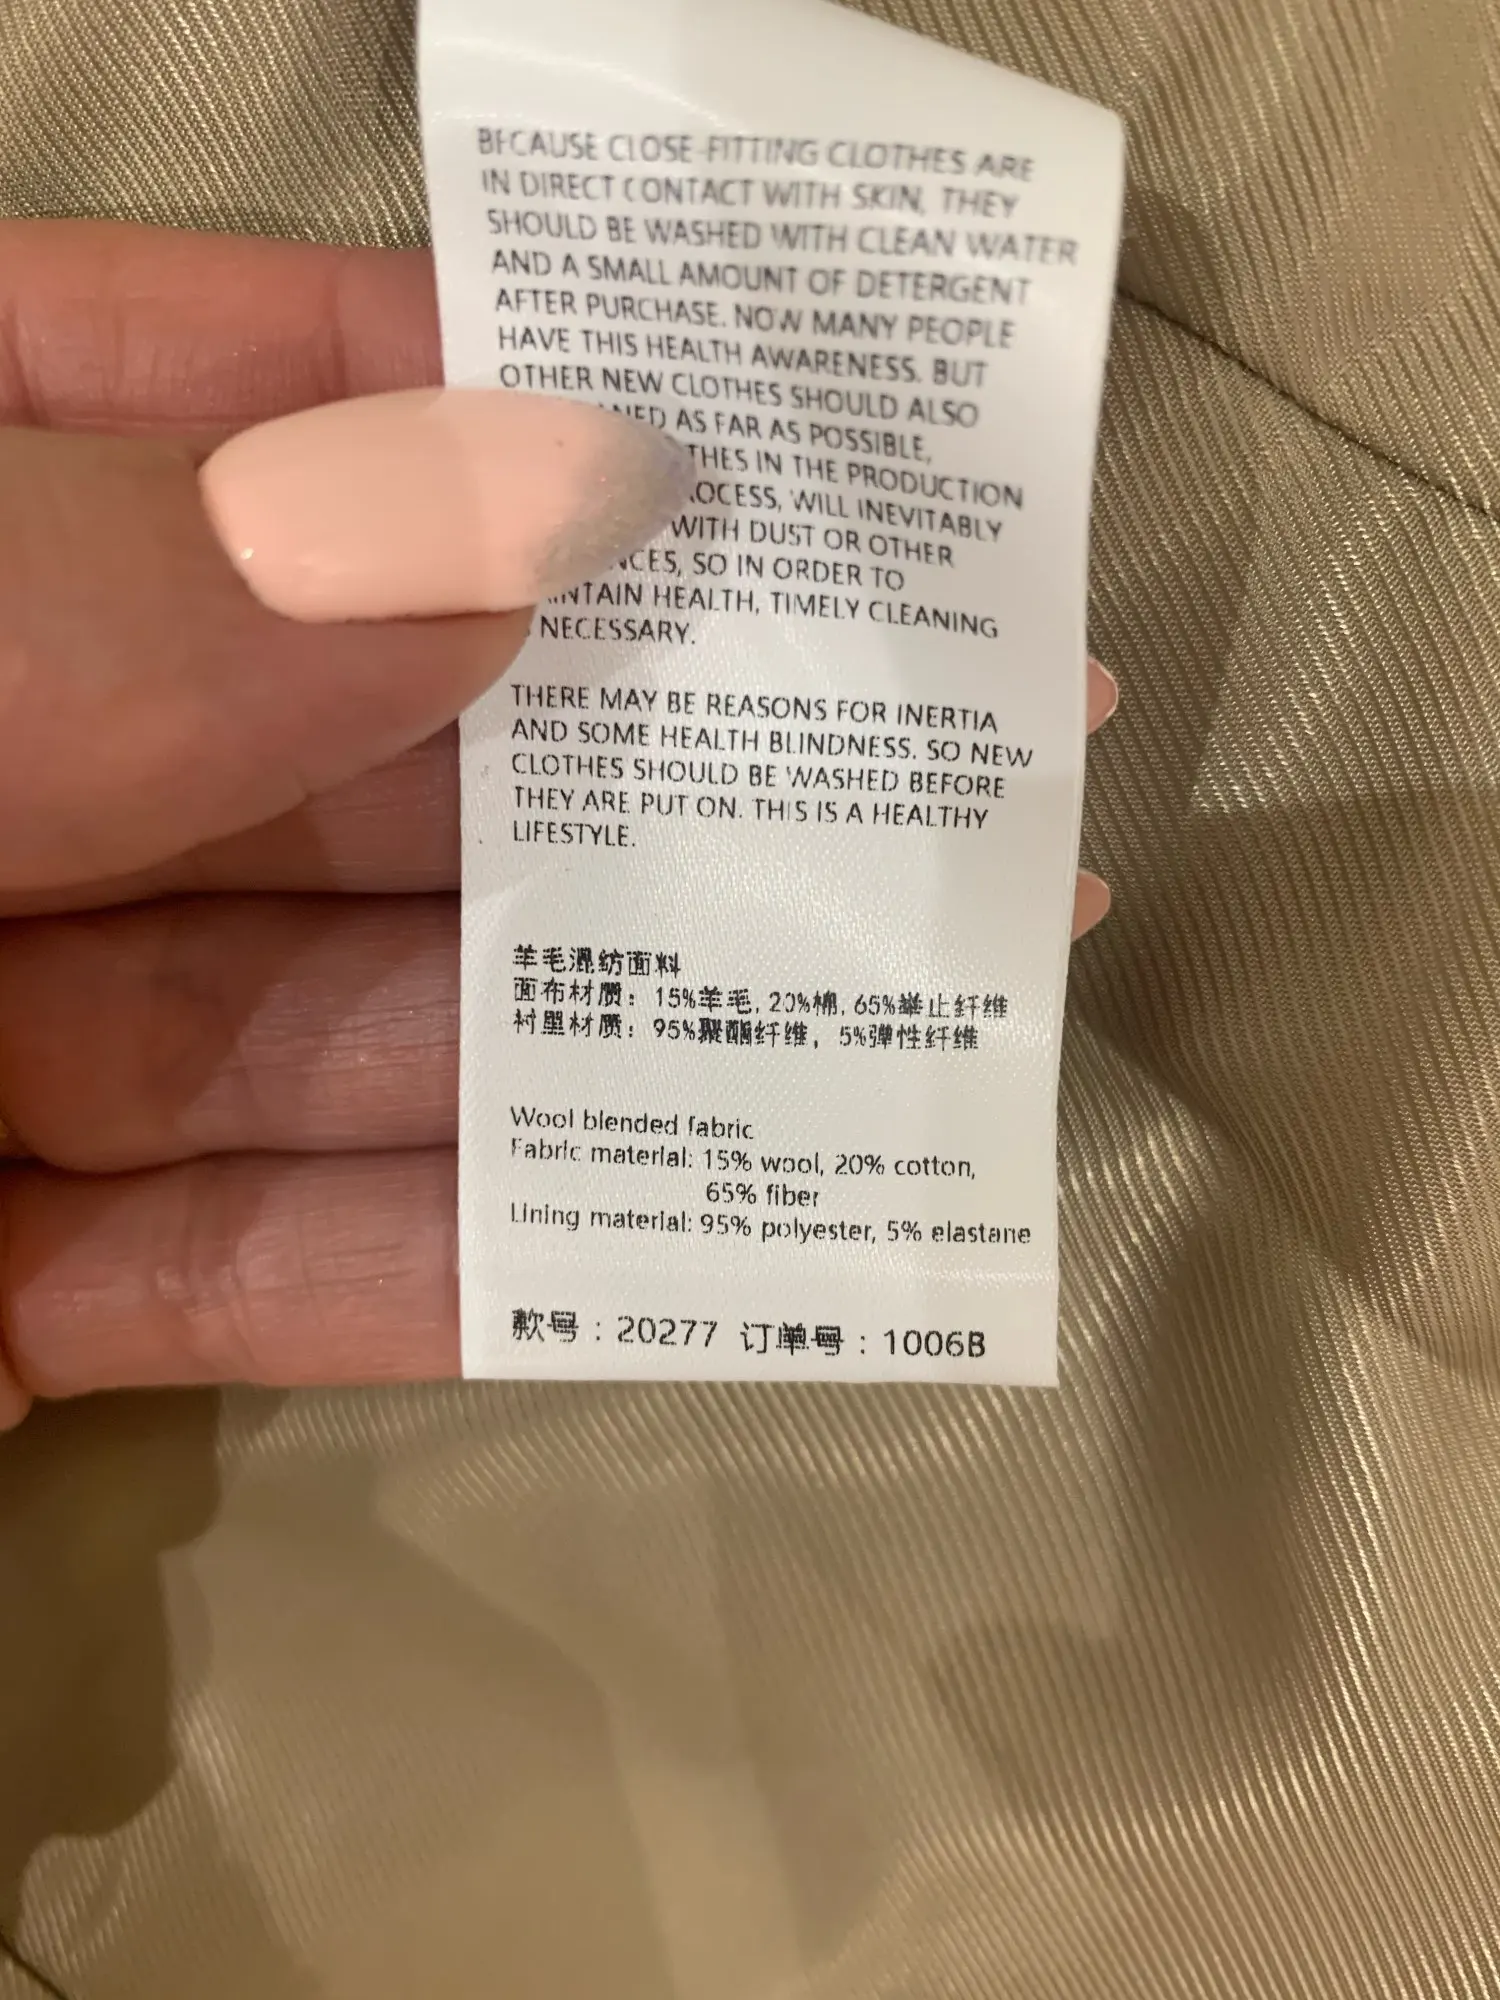 BECAUSE CLOSE-FITTING CLOTHES ARE
IN DIRECT CONTACT WITH SKIN, THEY
SHOULD BE WASHED WITH CLEAN WATER
AND A SMALL AMOUNT OF DETERGENT
AFTER PURCHASE. NOW MANY PEOPLE
HAVE THIS HEALTH AWARENESS. BUT
OTHER NEW CLOTHES SHOULD ALSO
AS FAR AS POSSIBLE,
IN THE PRODUCTION
WILL INEVITABLY
WITH DUST OR OTHER
SO IN ORDER TO
HEALTH, TIMELY CLEANING
NECESSARY.
THERE MAY BE REASONS FOR INERTIA
AND SOME HEALTH BLINDNESS. SO NEW
CLOTHES SHOULD BE WASHED BEFORE
THEY ARE PUT ON. THIS IS A HEALTHY
LIFESTYLE.
羊毛混纺面料
面布材质：15%羊毛, 20%棉, 65%纤维
衬里材质：95%聚酯纤维，5%弹性纤维
Wool blended fabric
Fabric material: 15% wool, 20% cotton,
65% fiber
Lining material: 95% polyester, 5% elastane
款号：20277 订单号：1006B